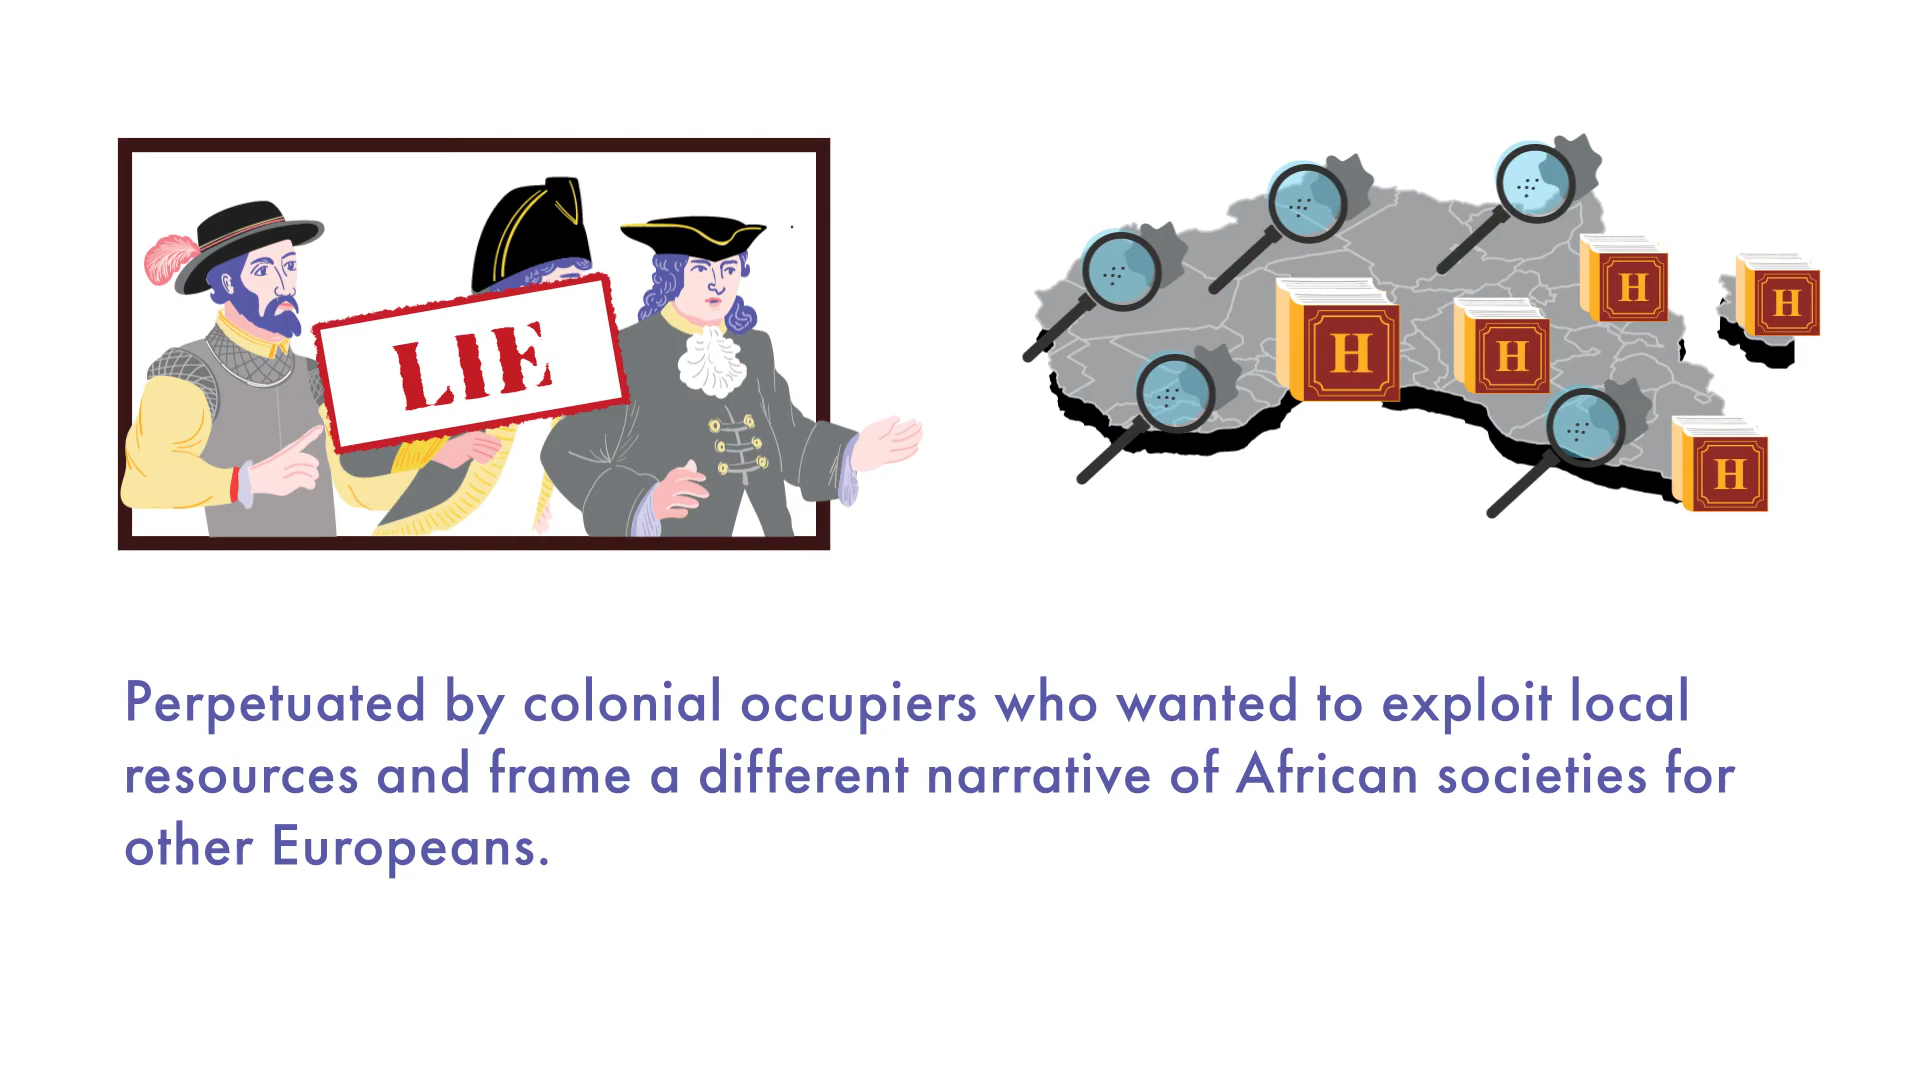 LIE
H
H
H
H
H
Perpetuated by colonial occupiers who wanted to exploit local
resources and frame a different narrative of African societies for
other Europeans.